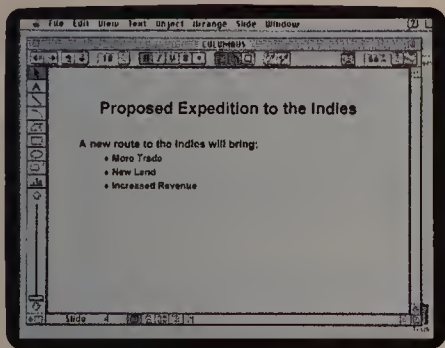 File Edit View Text Object Arrange Slide Window
COLUMBUS
Proposed Expedition to the Indies
A new route to the Indies will bring:
• More Trade
• New Land
• Increased Revenue
Slide 4